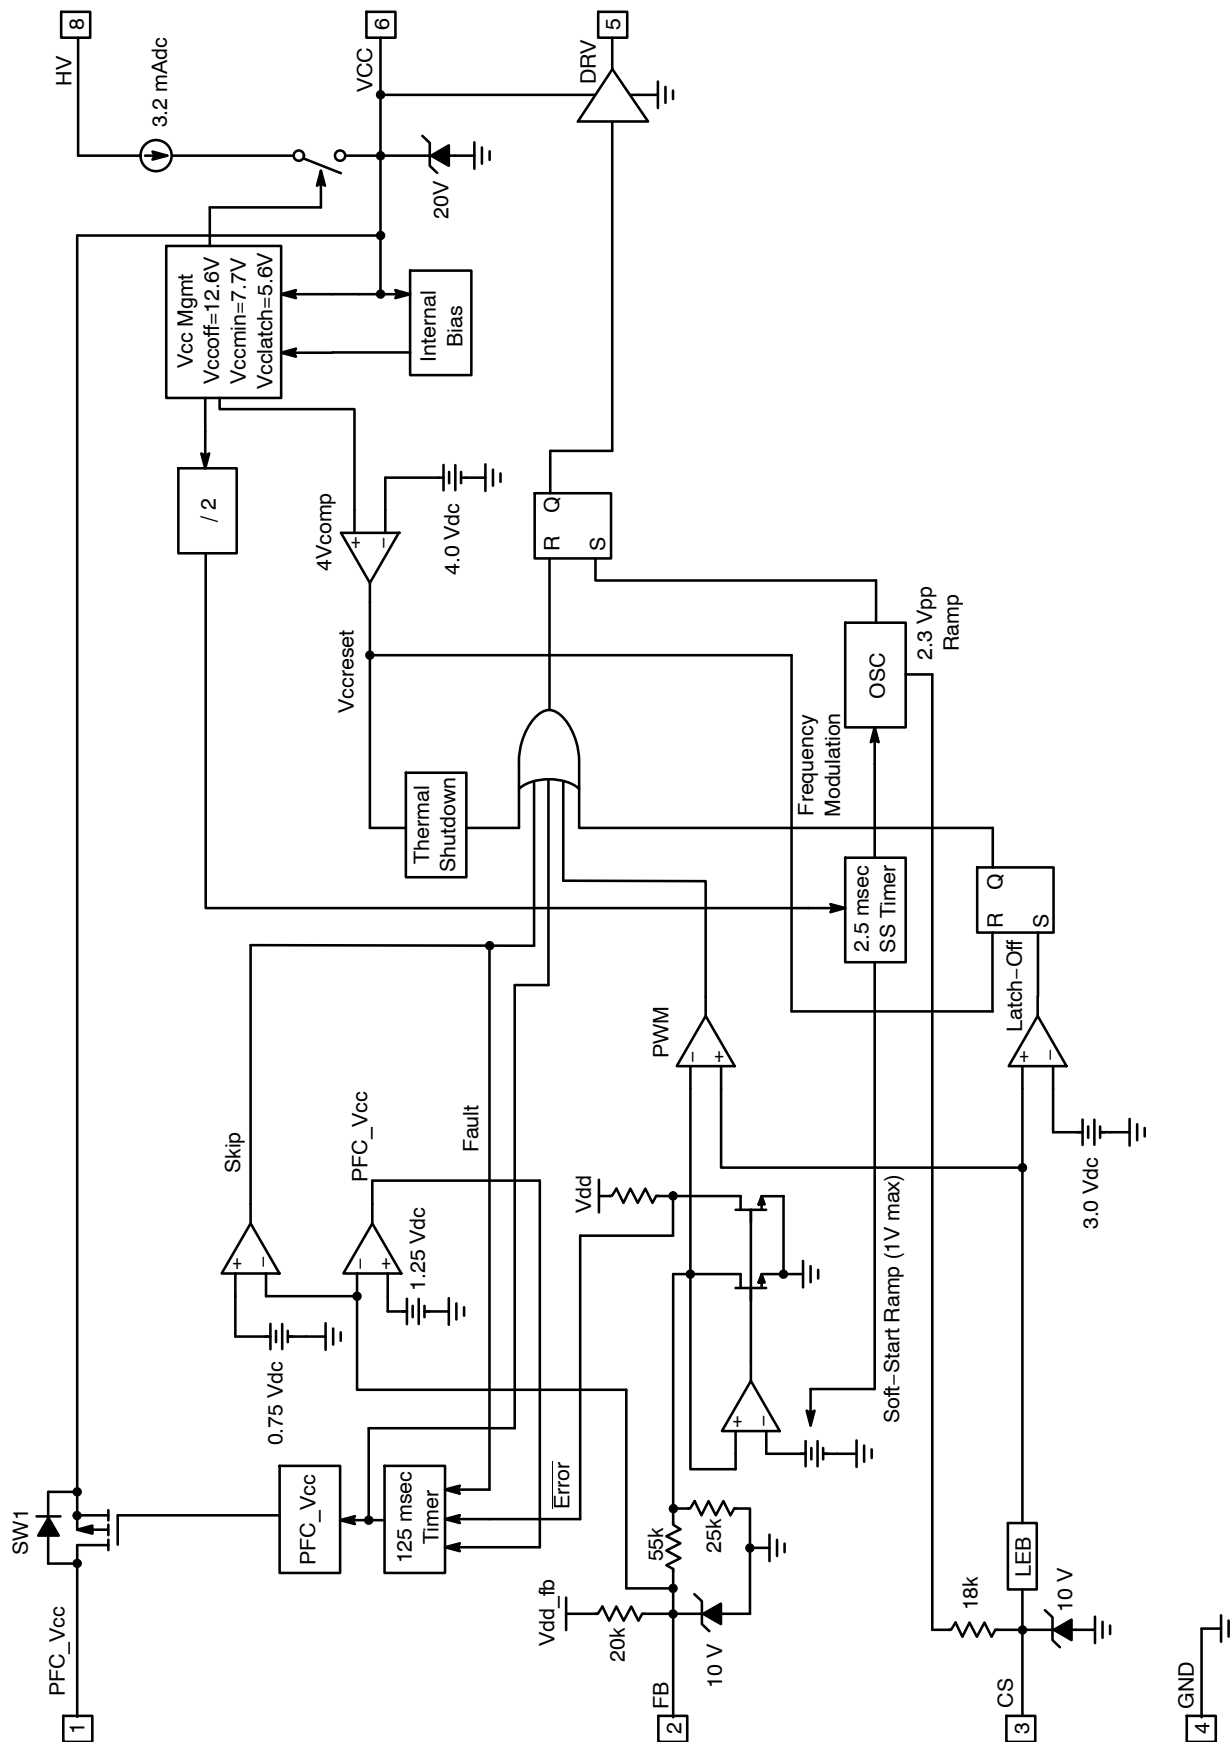 PFC_Vcc
1
SW1
HV
8
3.2 mAdc
Vcc Mgmt
Vccoff=12.6V
Vccmin=7.7V
Vcclatch=5.6V
/ 2
Skip
0.75 Vdc
+
−
PFC_Vcc
125 msec
Timer
PFC_Vcc
1.25 Vdc
−
+
Fault
Error
Vccreset
4Vcomp
+
−
4.0 Vdc
Thermal
Shutdown
Internal
Bias
VCC
6
20V
R
Q
S
DRV
5
Vdd_fb
20k
FB
2
10 V
55k
25k
Vdd
PWM
−
+
+
−
Soft−Start Ramp (1V max)
2.5 msec
SS Timer
Frequency
Modulation
OSC
2.3 Vpp
Ramp
18k
CS
3
LEB
10 V
3.0 Vdc
+
−
Latch−Off
R
Q
S
GND
4